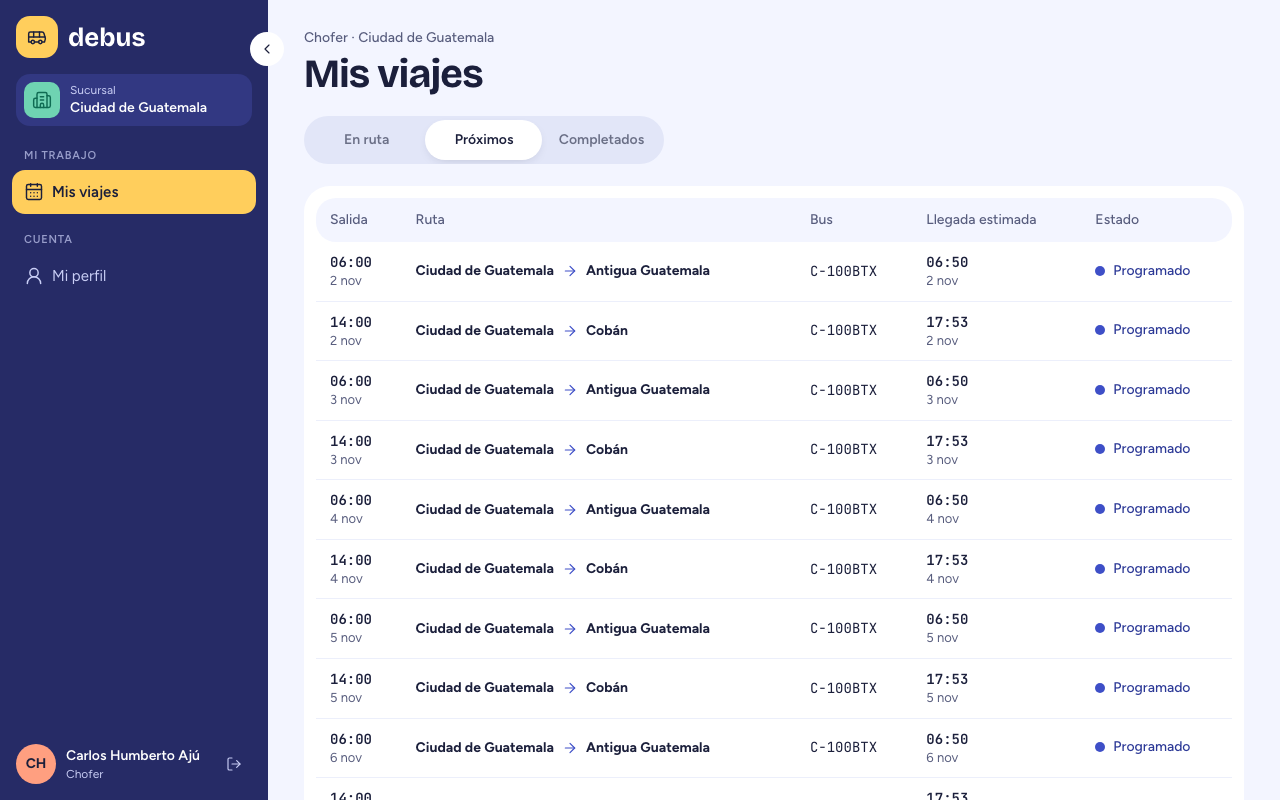 debus
Sucursal
Ciudad de Guatemala
MI TRABAJO
Mis viajes
CUENTA
Mi perfil
CH
Carlos Humberto Ajú
Chofer
Chofer · Ciudad de Guatemala
Mis viajes
En ruta Próximos Completados
Salida Ruta Bus Llegada estimada Estado
06:00 Ciudad de Guatemala → Antigua Guatemala C-100BTX 06:50 Programado
2 nov 2 nov
14:00 Ciudad de Guatemala → Cobán C-100BTX 17:53 Programado
2 nov 2 nov
06:00 Ciudad de Guatemala → Antigua Guatemala C-100BTX 06:50 Programado
3 nov 3 nov
14:00 Ciudad de Guatemala → Cobán C-100BTX 17:53 Programado
3 nov 3 nov
06:00 Ciudad de Guatemala → Antigua Guatemala C-100BTX 06:50 Programado
4 nov 4 nov
14:00 Ciudad de Guatemala → Cobán C-100BTX 17:53 Programado
4 nov 4 nov
06:00 Ciudad de Guatemala → Antigua Guatemala C-100BTX 06:50 Programado
5 nov 5 nov
14:00 Ciudad de Guatemala → Cobán C-100BTX 17:53 Programado
5 nov 5 nov
06:00 Ciudad de Guatemala → Antigua Guatemala C-100BTX 06:50 Programado
6 nov 6 nov
14:00 17:53